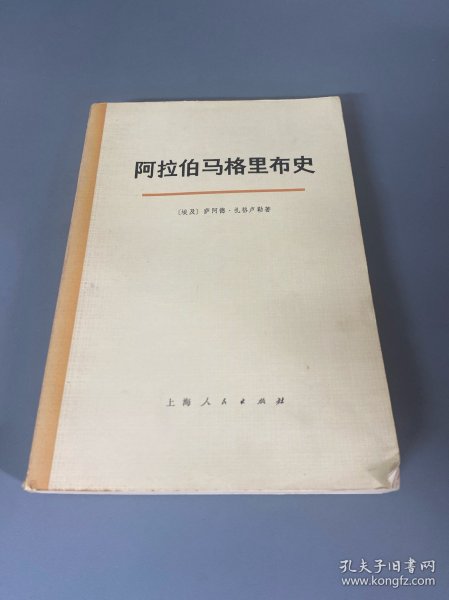 阿拉伯马格里布史
〔埃及〕萨阿德·扎格卢勒著
上海人民出版社
孔夫子旧书网
www.kongfz.com